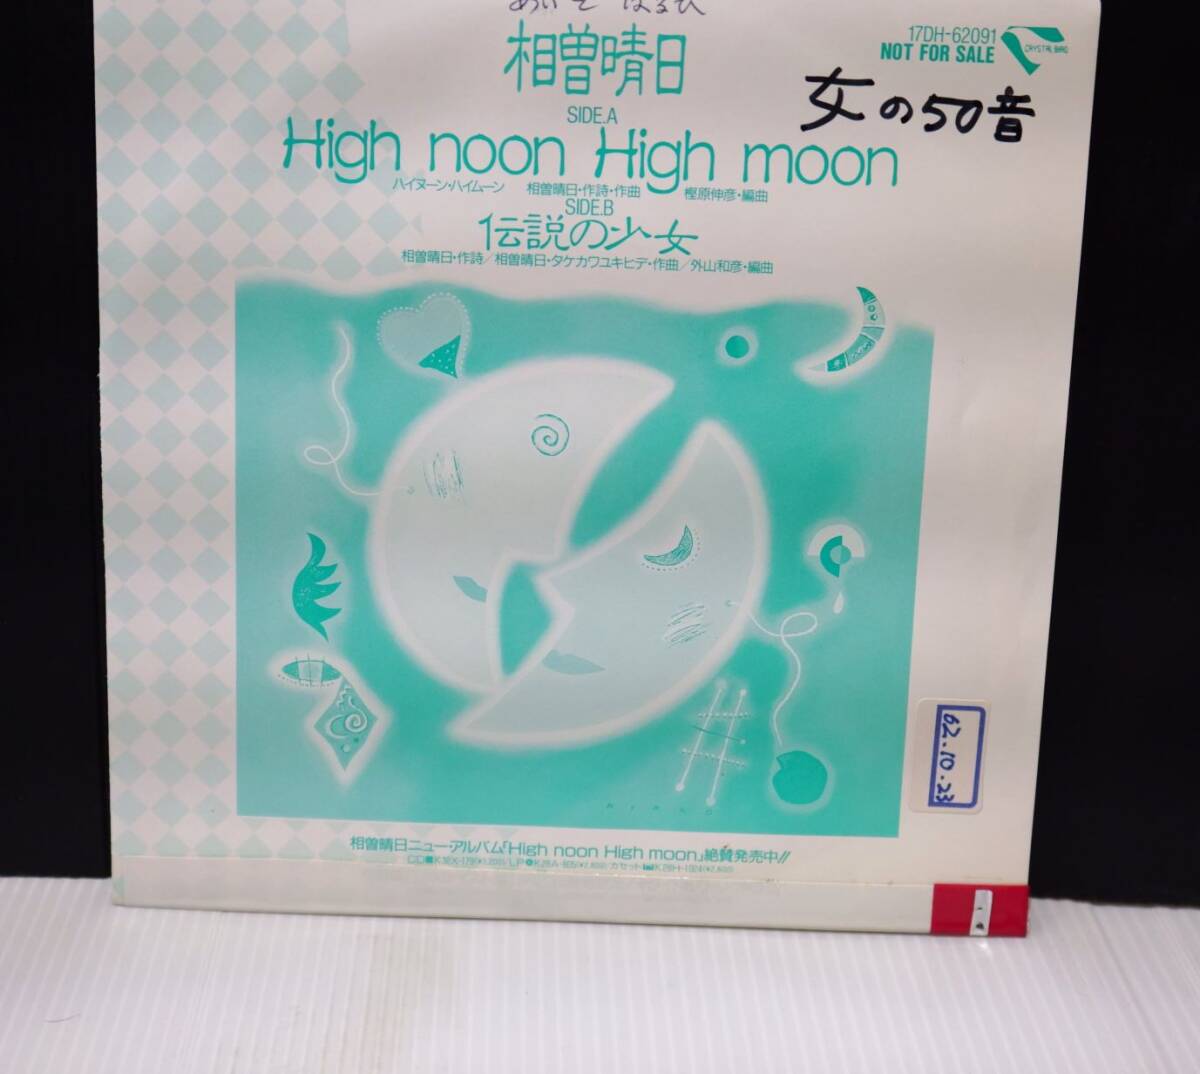 あいそ はるひ
相曽晴日
17DH-62091
NOT FOR SALE
CRYSTAL BIRD
女の50音
SIDE.A
High noon High moon
ハイヌーン・ハイムーン 相曽晴日・作詩・作曲 樫原伸彦・編曲
SIDE.B
伝説の少女
相曽晴日・作詩/相曽晴日・タケカワユキヒデ・作曲/外山和彦・編曲
62.10.23
相曽晴日ニューアルバム「High noon High moon」絶賛発売中!!